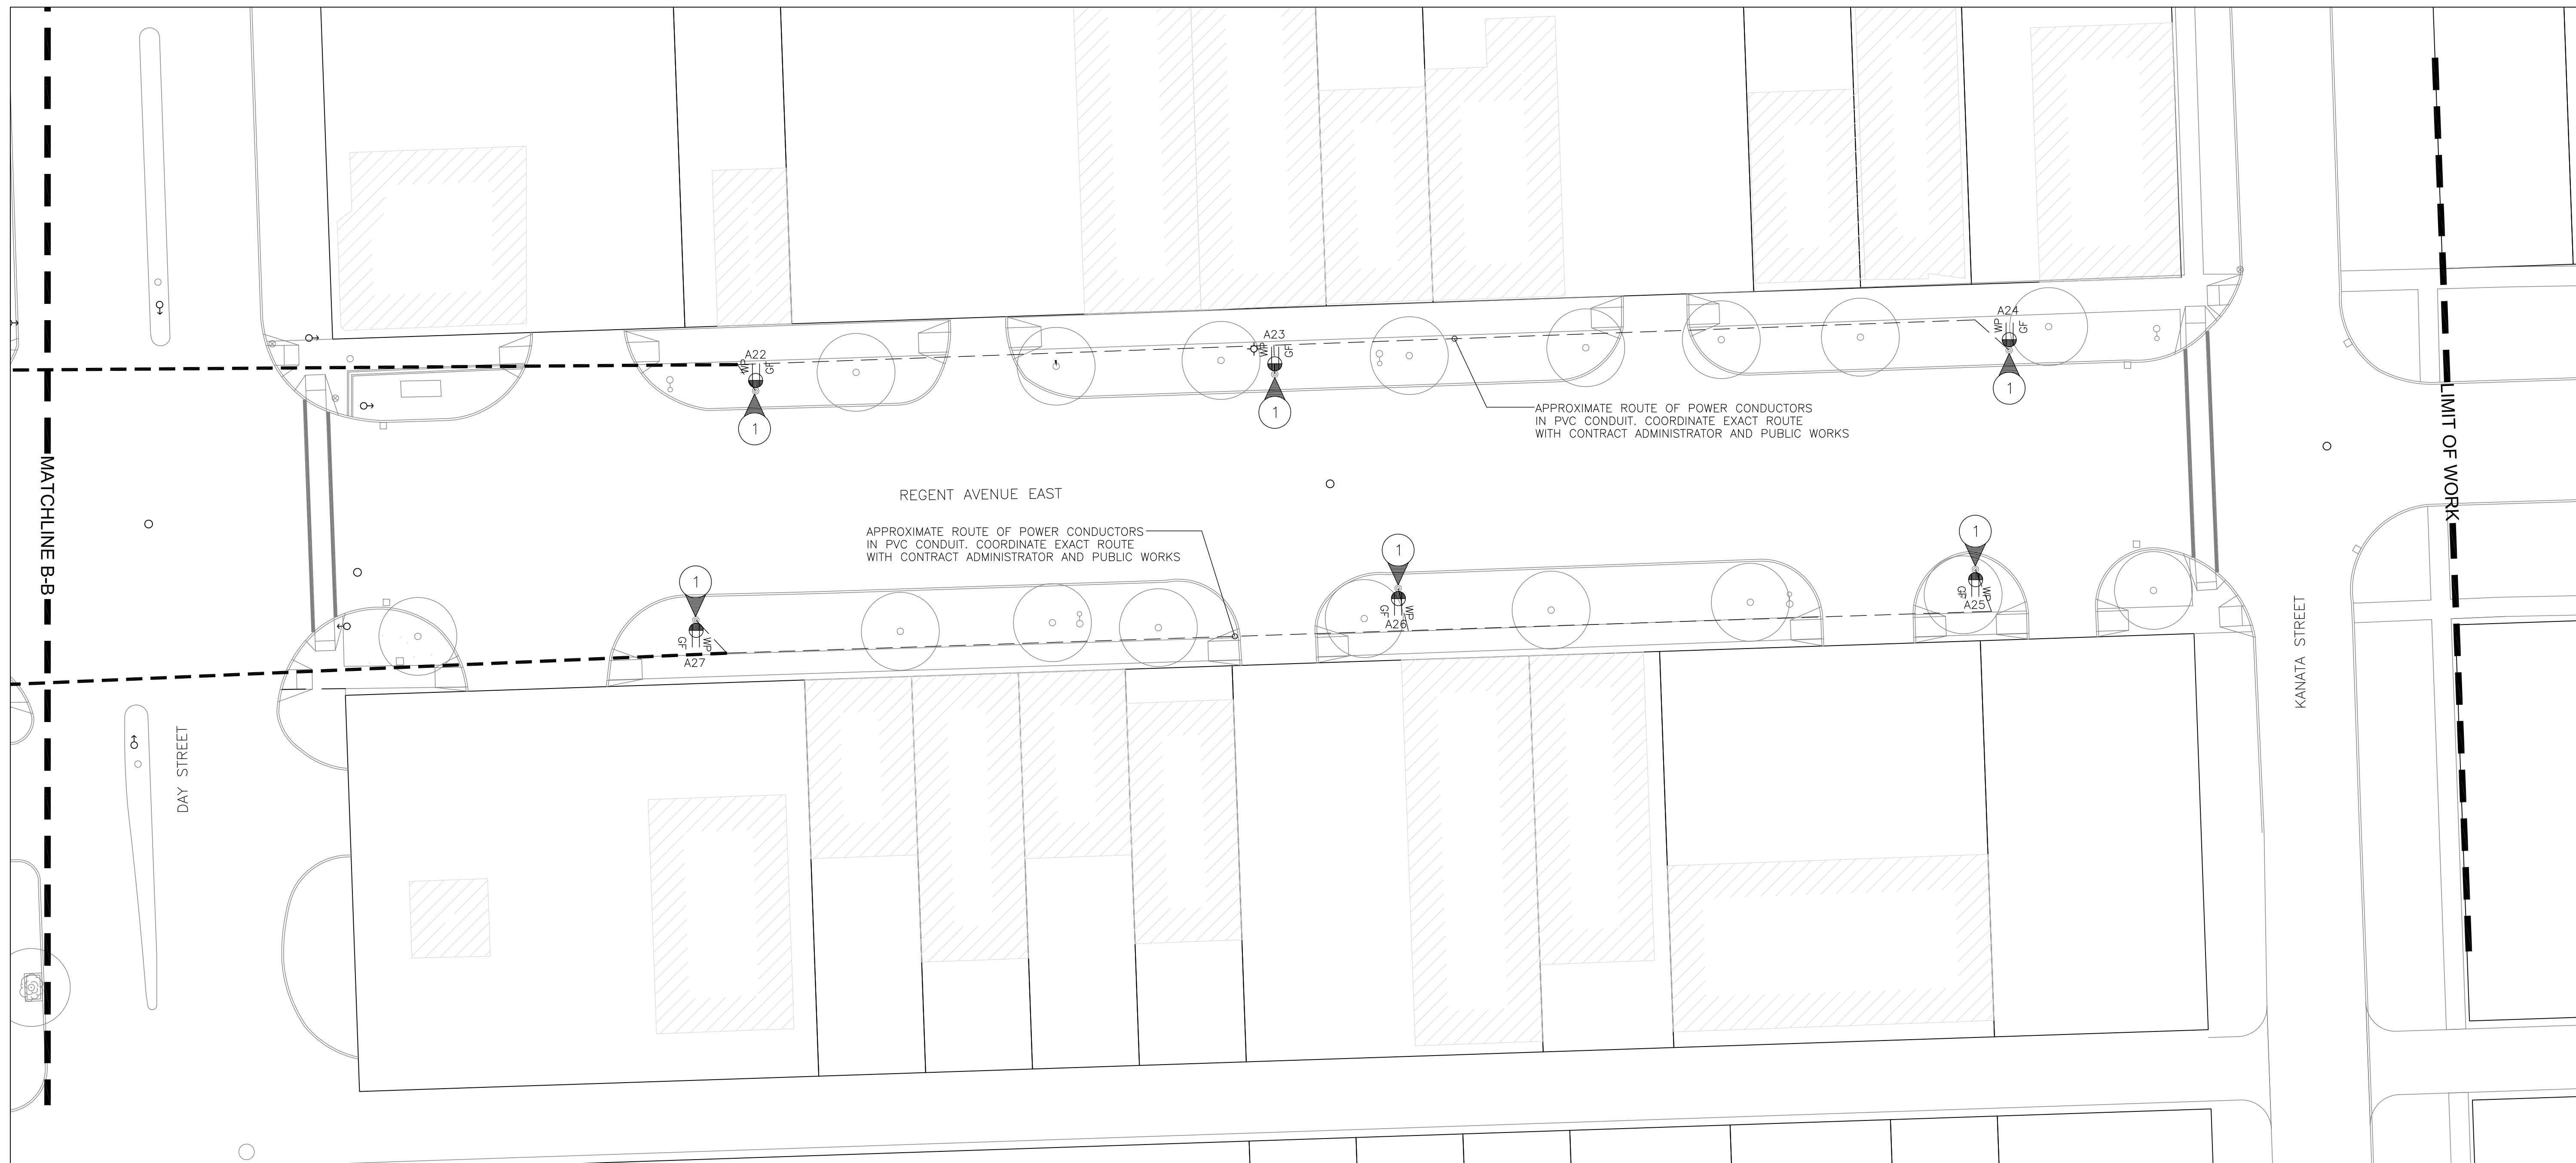 A22
WP
GF
1
A23
WP
GF
1
A24
WP
GF
1
APPROXIMATE ROUTE OF POWER CONDUCTORS
IN PVC CONDUIT. COORDINATE EXACT ROUTE
WITH CONTRACT ADMINISTRATOR AND PUBLIC WORKS
MATCHLINE B-B
LIMIT OF WORK
REGENT AVENUE EAST
APPROXIMATE ROUTE OF POWER CONDUCTORS
IN PVC CONDUIT. COORDINATE EXACT ROUTE
WITH CONTRACT ADMINISTRATOR AND PUBLIC WORKS
1
GF
WP
A27
1
GF
WP
A26
1
GF
WP
A25
DAY STREET
KANATA STREET